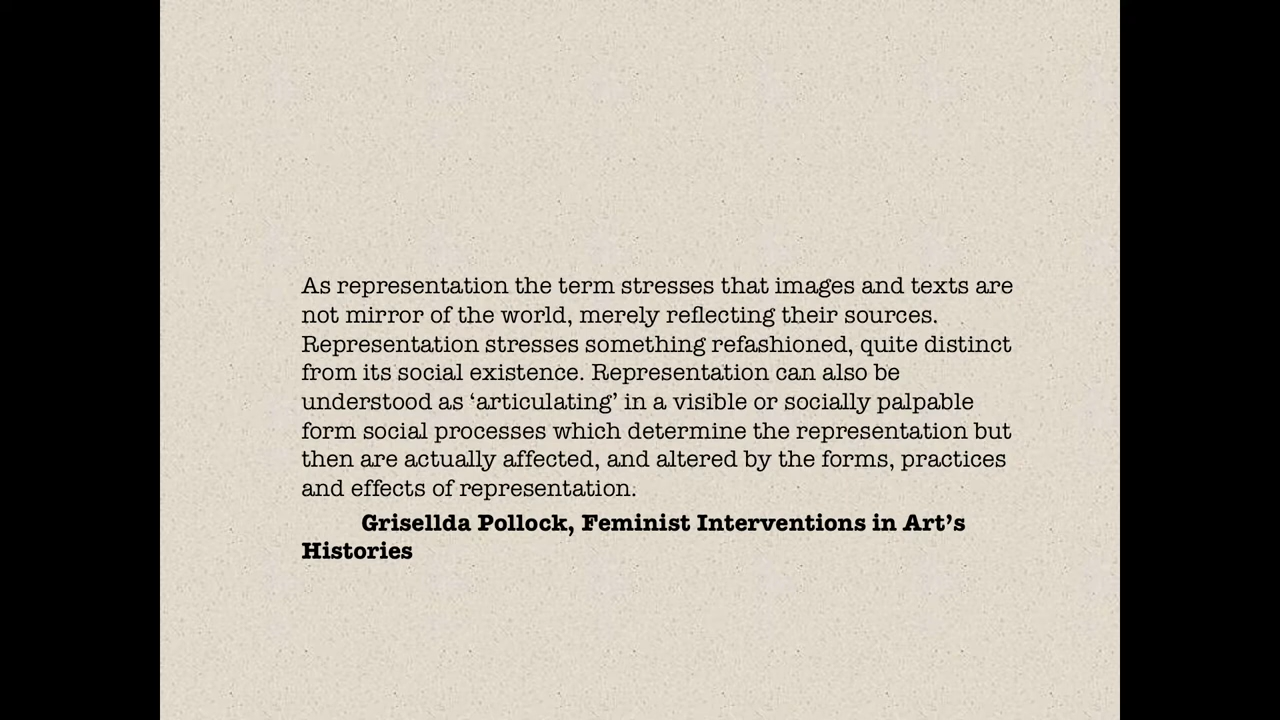 As representation the term stresses that images and texts are
not mirror of the world, merely reflecting their sources.
Representation stresses something refashioned, quite distinct
from its social existence. Representation can also be
understood as ‘articulating’ in a visible or socially palpable
form social processes which determine the representation but
then are actually affected, and altered by the forms, practices
and effects of representation.
Grisellda Pollock, Feminist Interventions in Art’s
Histories